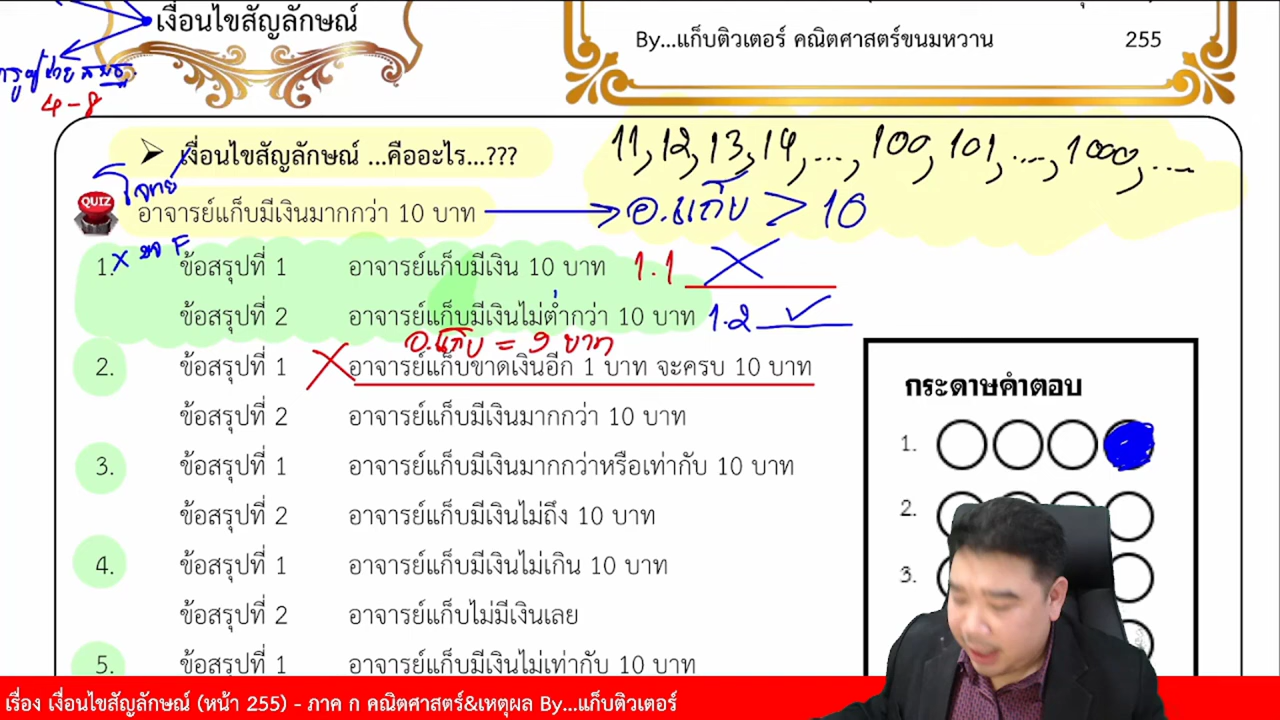 เงื่อนไขสัญลักษณ์
By...แก็บติวเตอร์ คณิตศาสตร์ขนมหวาน 255
4-8
➤ เงื่อนไขสัญลักษณ์ ...คืออะไร...???
11, 12, 13, 14, ..., 100, 101, ...., 1000, ....
โจทย์
QUIZ
อาจารย์แก็บมีเงินมากกว่า 10 บาท
อ.แก็บ > 10
1. ข้อสรุปที่ 1 อาจารย์แก็บมีเงิน 10 บาท 1.1
ข้อสรุปที่ 2 อาจารย์แก็บมีเงินไม่ต่ำกว่า 10 บาท 1.2
อ.แก็บ = 9 บาท
2. ข้อสรุปที่ 1 อาจารย์แก็บขาดเงินอีก 1 บาท จะครบ 10 บาท
ข้อสรุปที่ 2 อาจารย์แก็บมีเงินมากกว่า 10 บาท
3. ข้อสรุปที่ 1 อาจารย์แก็บมีเงินมากกว่าหรือเท่ากับ 10 บาท
ข้อสรุปที่ 2 อาจารย์แก็บมีเงินไม่ถึง 10 บาท
4. ข้อสรุปที่ 1 อาจารย์แก็บมีเงินไม่เกิน 10 บาท
ข้อสรุปที่ 2 อาจารย์แก็บไม่มีเงินเลย
5. ข้อสรุปที่ 1 อาจารย์แก็บมีเงินไม่เท่ากับ 10 บาท
กระดาษคำตอบ
1.
2.
3.
เรื่อง เงื่อนไขสัญลักษณ์ (หน้า 255) - ภาค ก คณิตศาสตร์&เหตุผล By...แก็บติวเตอร์